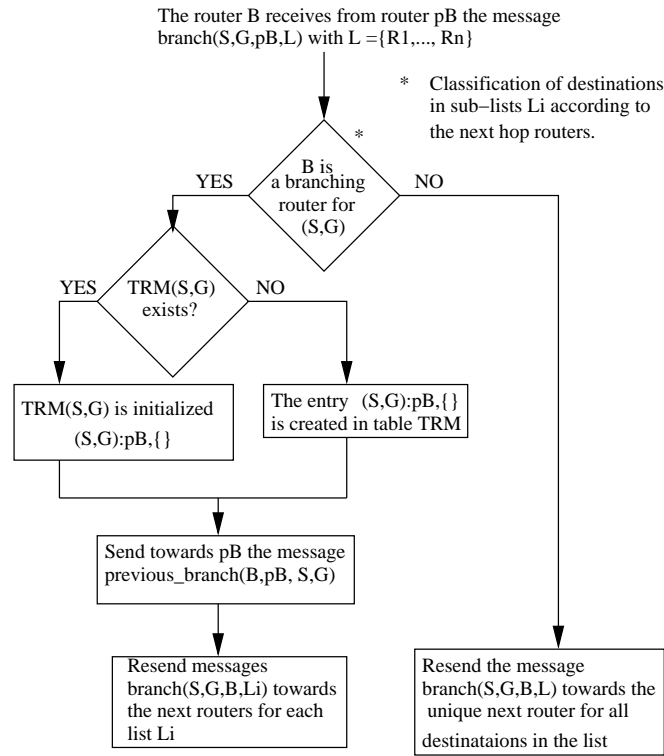 The router B receives from router pB the message
branch(S,G,pB,L) with L ={R1,..., Rn}
* Classification of destinations
in sub-lists Li according to
the next hop routers.
*
B is
a branching
router for
(S,G)
YES
NO
TRM(S,G)
exists?
YES
NO
TRM(S,G) is initialized
(S,G):pB,{}
The entry (S,G):pB,{}
is created in table TRM
Send towards pB the message
previous_branch(B,pB, S,G)
Resend messages
branch(S,G,B,Li) towards
the next routers for each
list Li
Resend the message
branch(S,G,B,L) towards the
unique next router for all
destinataions in the list